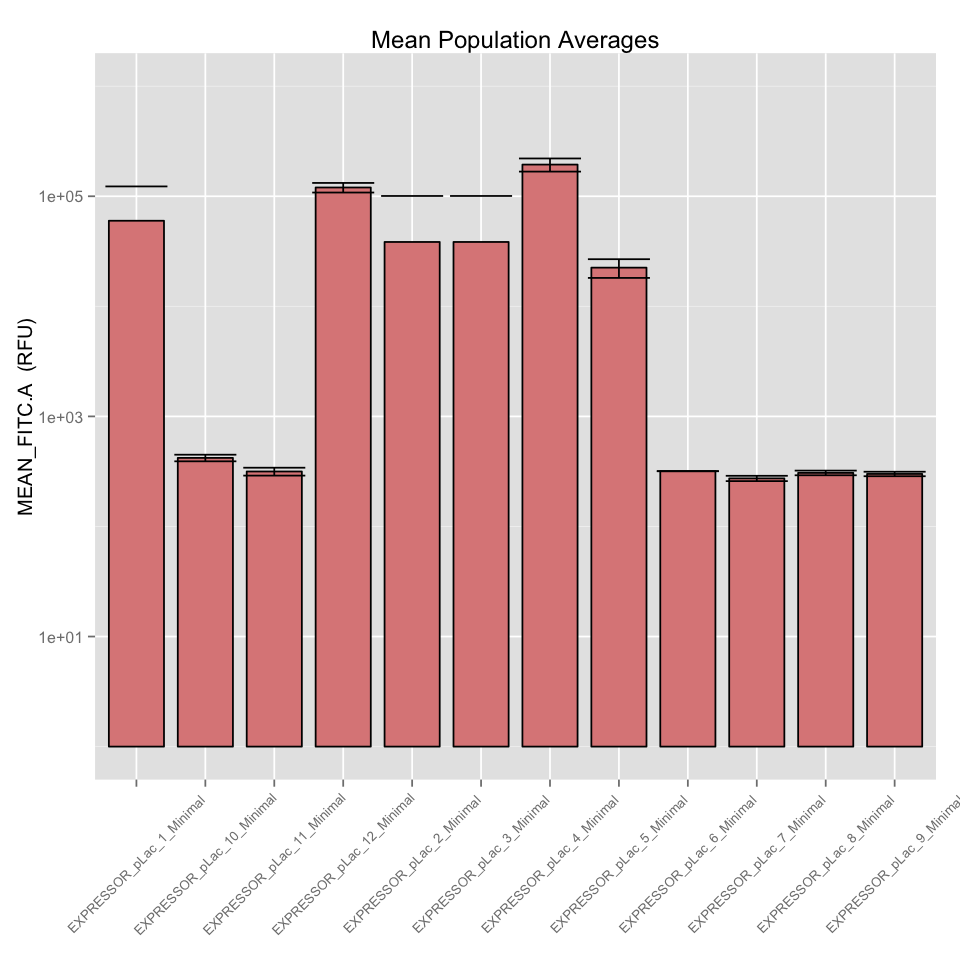 Mean Population Averages
MEAN_FITC.A (RFU)
1e+05
1e+03
1e+01
EXPRESSOR_pLac_1_Minimal
EXPRESSOR_pLac_10_Minimal
EXPRESSOR_pLac_11_Minimal
EXPRESSOR_pLac_12_Minimal
EXPRESSOR_pLac_2_Minimal
EXPRESSOR_pLac_3_Minimal
EXPRESSOR_pLac_4_Minimal
EXPRESSOR_pLac_5_Minimal
EXPRESSOR_pLac_6_Minimal
EXPRESSOR_pLac_7_Minimal
EXPRESSOR_pLac_8_Minimal
EXPRESSOR_pLac_9_Minimal